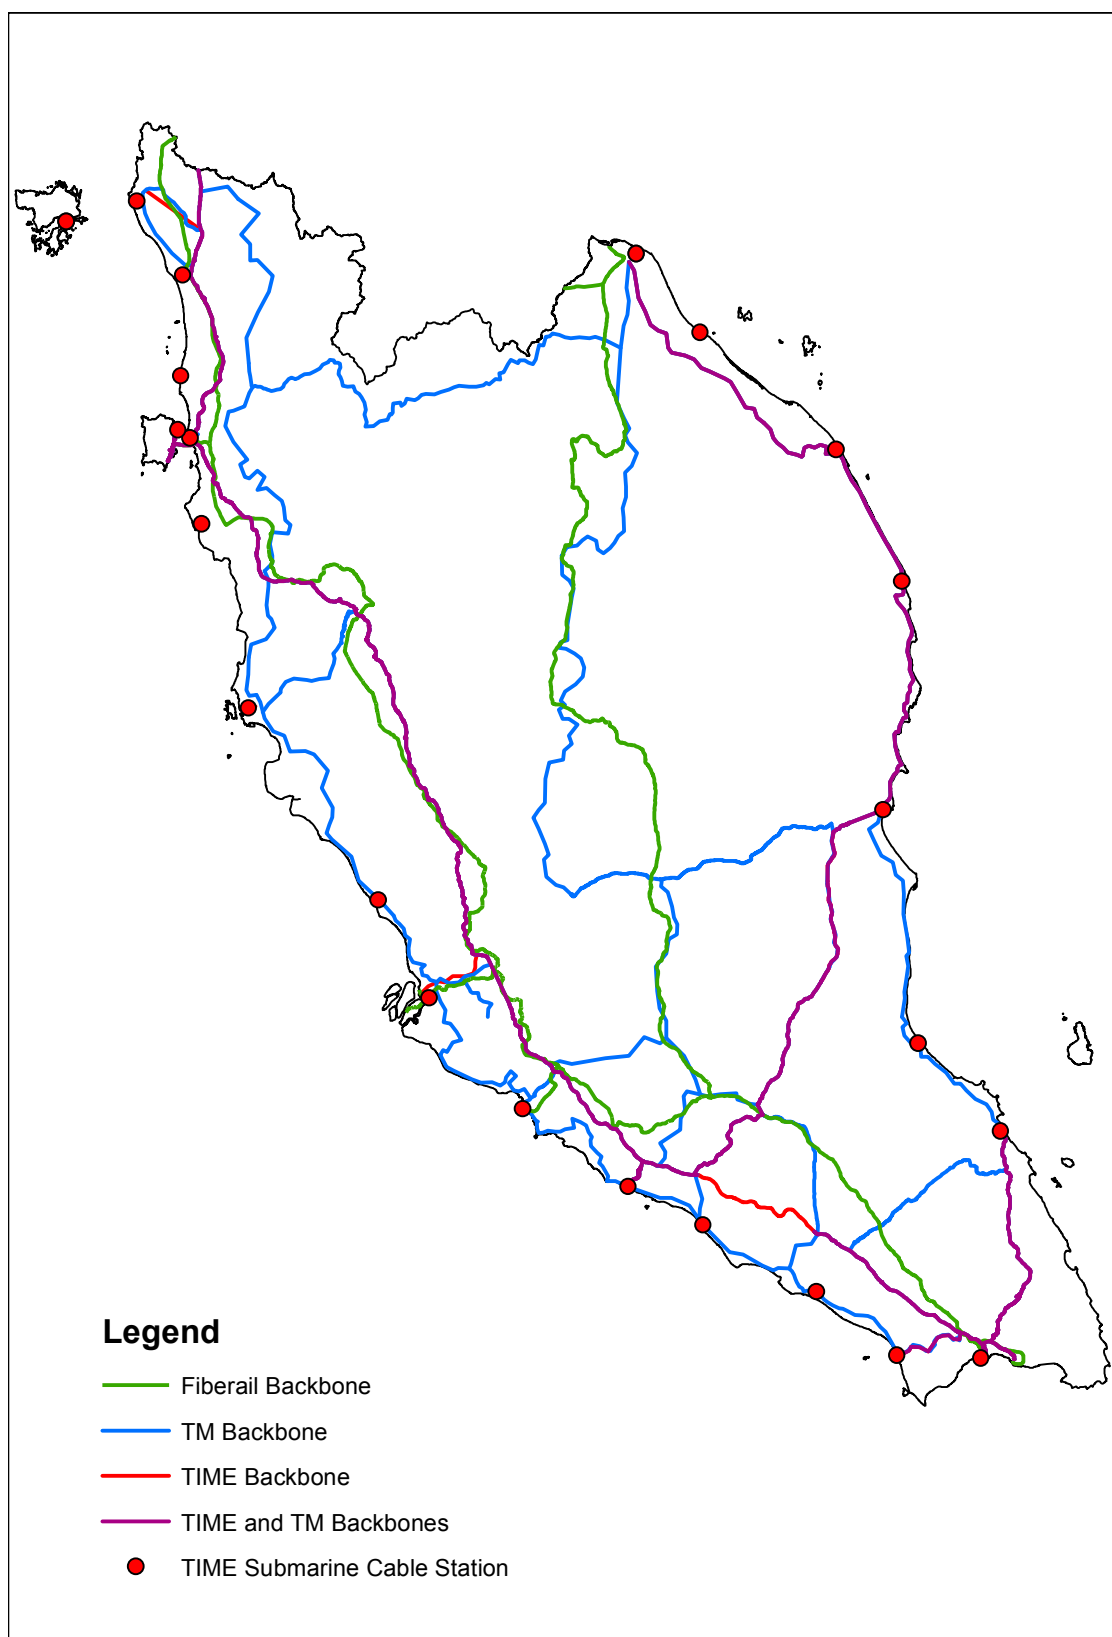 Legend
Fiberail Backbone
TM Backbone
TIME Backbone
TIME and TM Backbones
TIME Submarine Cable Station